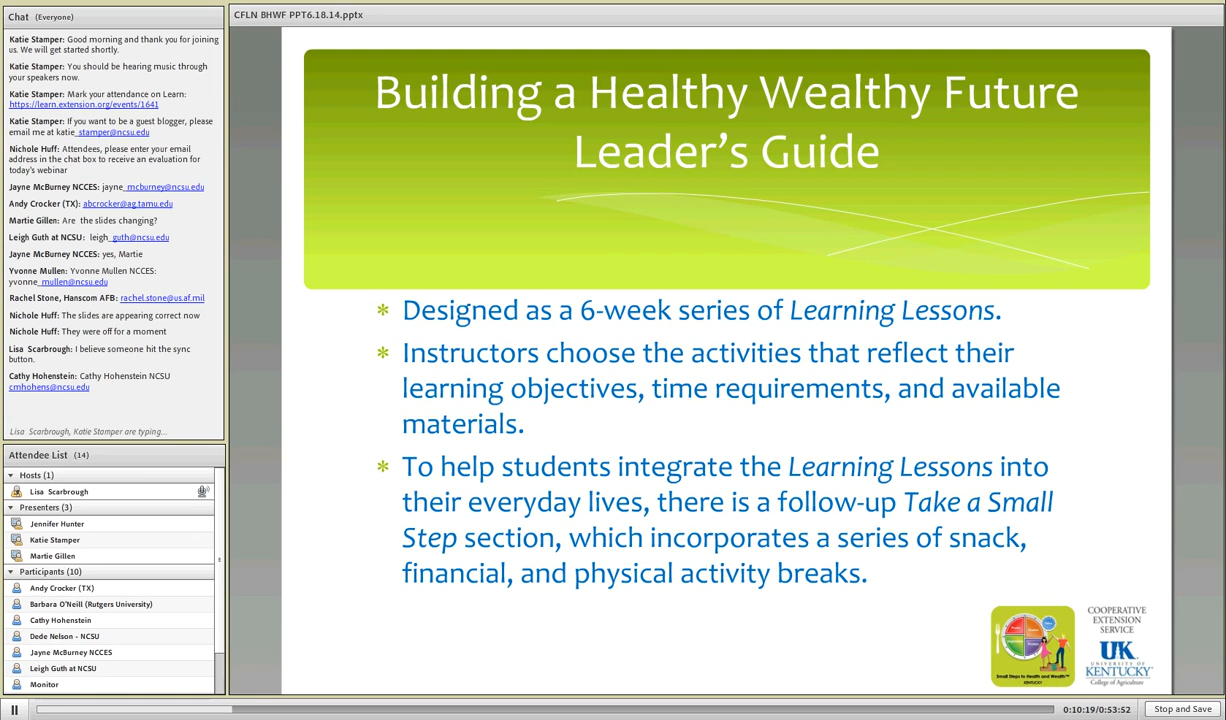 Chat (Everyone)
Katie Stamper: Good morning and thank you for joining
us. We will get started shortly.
Katie Stamper: You should be hearing music through
your speakers now.
Katie Stamper: Mark your attendance on Learn:
https://learn.extension.org/events/1641
Katie Stamper: If you want to be a guest blogger, please
email me at katie_stamper@ncsu.edu
Nichole Huff: Attendees, please enter your email
address in the chat box to receive an evaluation for
today's webinar
Jayne McBurney NCCES: jayne_mcburney@ncsu.edu
Andy Crocker (TX): abcrocker@ag.tamu.edu
Martie Gillen: Are the slides changing?
Leigh Guth at NCSU: leigh_guth@ncsu.edu
Jayne McBurney NCCES: yes, Martie
Yvonne Mullen: Yvonne Mullen NCCES:
yvonne_mullen@ncsu.edu
Rachel Stone, Hanscom AFB: rachel.stone@us.af.mil
Nichole Huff: The slides are appearing correct now
Nichole Huff: They were off for a moment
Lisa Scarbrough: I believe someone hit the sync
button.
Cathy Hohenstein: Cathy Hohenstein NCSU
cmhohens@ncsu.edu
Lisa Scarbrough, Katie Stamper are typing...
Attendee List (14)
Hosts (1)
Lisa Scarbrough
Presenters (3)
Jennifer Hunter
Katie Stamper
Martie Gillen
Participants (10)
Andy Crocker (TX)
Barbara O'Neill (Rutgers University)
Cathy Hohenstein
Dede Nelson - NCSU
Jayne McBurney NCCES
Leigh Guth at NCSU
Monitor
CFLN BHWF PPT6.18.14.pptx
Building a Healthy Wealthy Future
Leader's Guide
* Designed as a 6-week series of Learning Lessons.
* Instructors choose the activities that reflect their
learning objectives, time requirements, and available
materials.
* To help students integrate the Learning Lessons into
their everyday lives, there is a follow-up Take a Small
Step section, which incorporates a series of snack,
financial, and physical activity breaks.
Small Steps to Health and Wealth™
KENTUCKY
COOPERATIVE
EXTENSION
SERVICE
UK
UNIVERSITY OF
KENTUCKY
College of Agriculture
0:10:19/0:53:52
Stop and Save